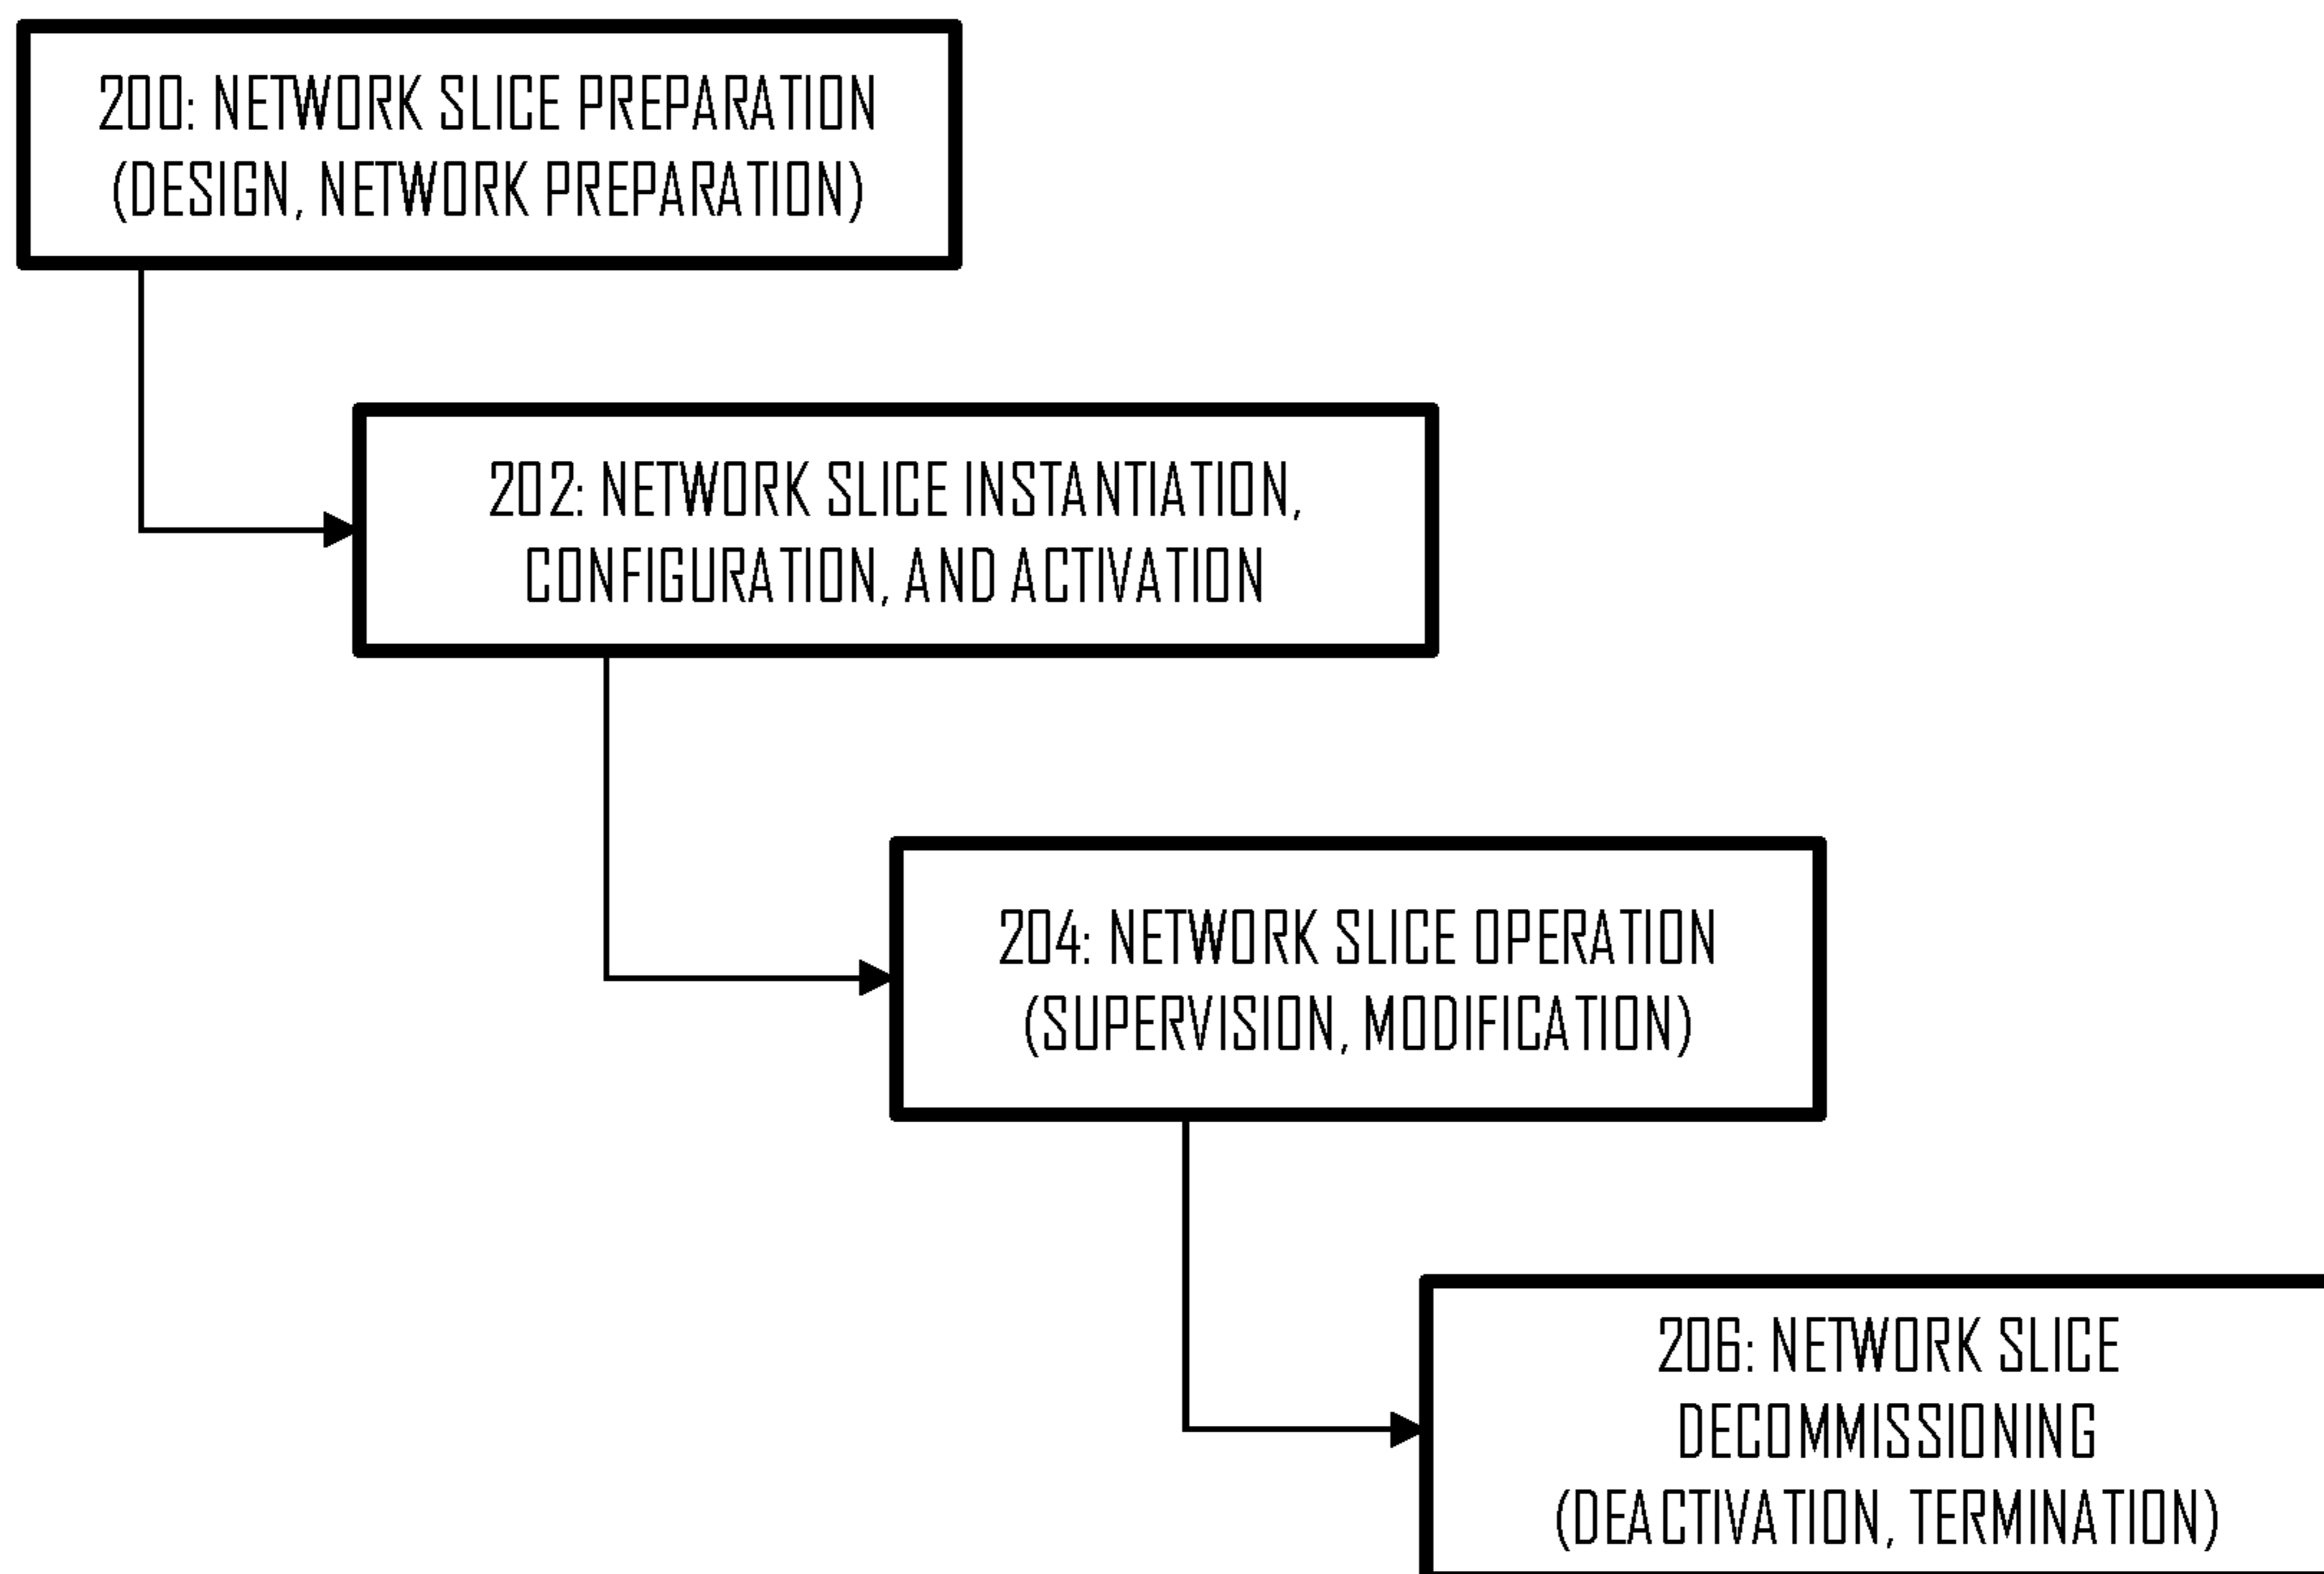 200: NETWORK SLICE PREPARATION
(DESIGN, NETWORK PREPARATION)
202: NETWORK SLICE INSTANTIATION,
CONFIGURATION, AND ACTIVATION
204: NETWORK SLICE OPERATION
(SUPERVISION, MODIFICATION)
206: NETWORK SLICE
DECOMMISSIONING
(DEACTIVATION, TERMINATION)